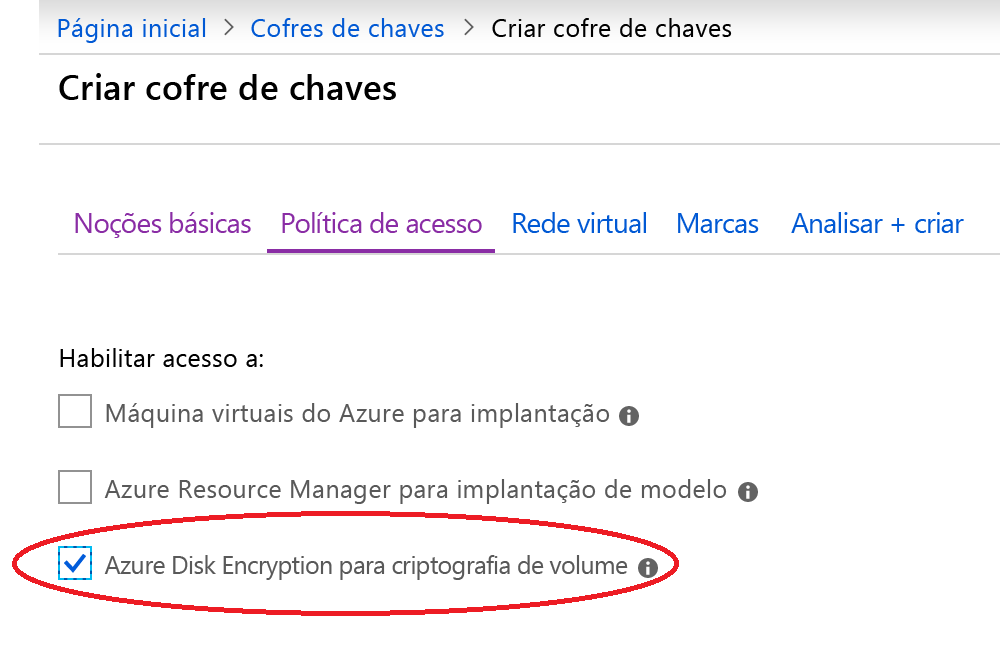 Página inicial > Cofres de chaves > Criar cofre de chaves
Criar cofre de chaves
Noções básicas Política de acesso Rede virtual Marcas Analisar + criar
Habilitar acesso a:
Máquina virtuais do Azure para implantação
Azure Resource Manager para implantação de modelo
Azure Disk Encryption para criptografia de volume